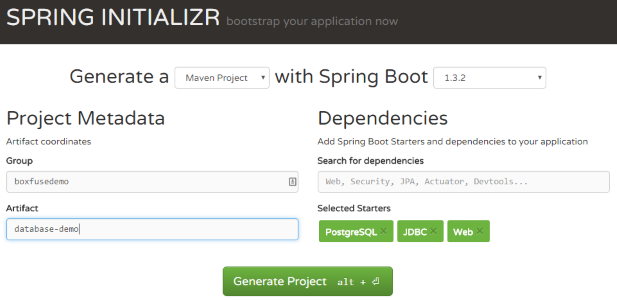 SPRING INITIALIZR bootstrap your application now
Generate a Maven Project with Spring Boot 1.3.2
Project Metadata
Artifact coordinates
Group
boxfusedemo
Artifact
database-demo
Dependencies
Add Spring Boot Starters and dependencies to your application
Search for dependencies
Web, Security, JPA, Actuator, Devtools...
Selected Starters
PostgreSQL × JDBC × Web ×
Generate Project alt + ⏎